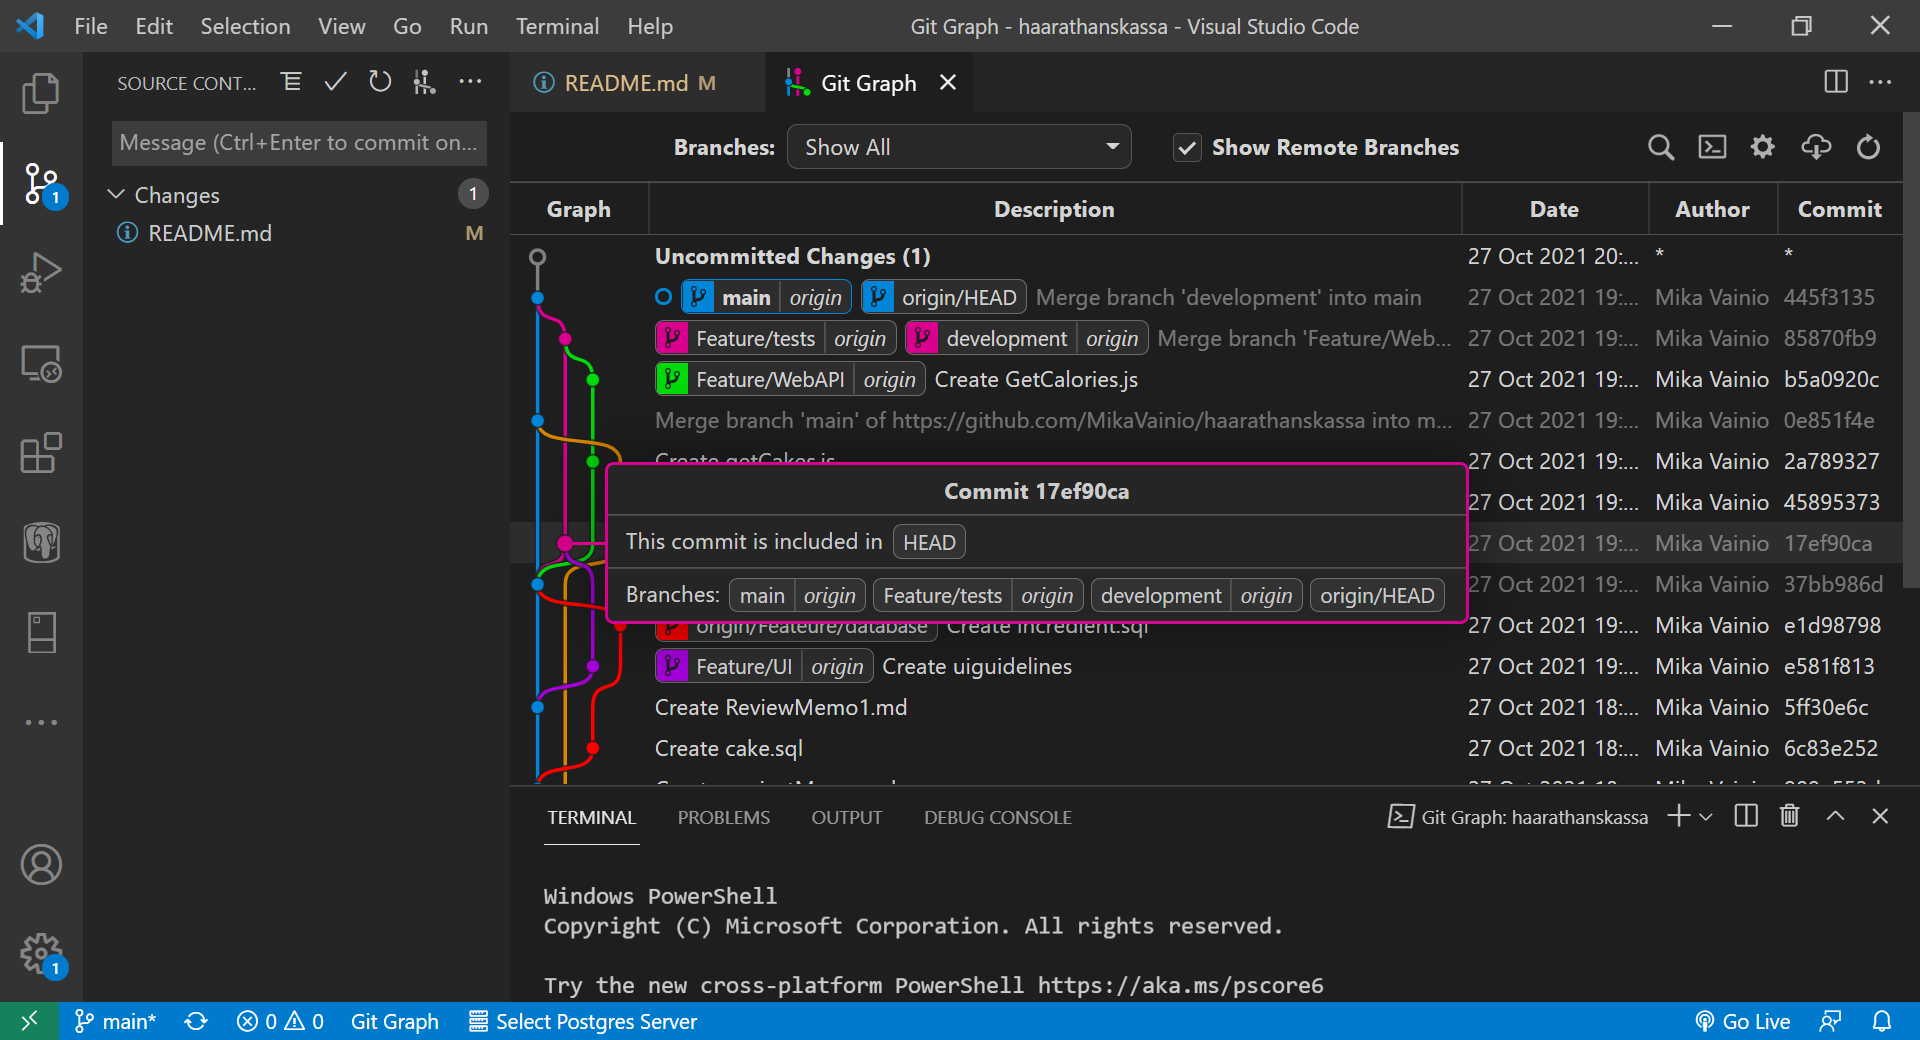 File Edit Selection View Go Run Terminal Help
Git Graph - haarathanskassa - Visual Studio Code
SOURCE CONT...
Message (Ctrl+Enter to commit on...
Changes 1
README.md M
1
1
README.md M
Git Graph
Branches: Show All
Show Remote Branches
Graph Description Date Author Commit
Uncommitted Changes (1) 27 Oct 2021 20:... * *
main origin origin/HEAD Merge branch 'development' into main 27 Oct 2021 19:... Mika Vainio 445f3135
Feature/tests origin development origin Merge branch 'Feature/Web... 27 Oct 2021 19:... Mika Vainio 85870fb9
Feature/WebAPI origin Create GetCalories.js 27 Oct 2021 19:... Mika Vainio b5a0920c
Merge branch 'main' of https://github.com/MikaVainio/haarathanskassa into m... 27 Oct 2021 19:... Mika Vainio 0e851f4e
Create getCakes.js 27 Oct 2021 19:... Mika Vainio 2a789327
27 Oct 2021 19:... Mika Vainio 45895373
27 Oct 2021 19:... Mika Vainio 17ef90ca
27 Oct 2021 19:... Mika Vainio 37bb986d
Commit 17ef90ca
This commit is included in HEAD
Branches: main origin Feature/tests origin development origin origin/HEAD
origin/Feateure/database Create incredient.sql 27 Oct 2021 19:... Mika Vainio e1d98798
Feature/UI origin Create uiguidelines 27 Oct 2021 19:... Mika Vainio e581f813
Create ReviewMemo1.md 27 Oct 2021 18:... Mika Vainio 5ff30e6c
Create cake.sql 27 Oct 2021 18:... Mika Vainio 6c83e252
TERMINAL PROBLEMS OUTPUT DEBUG CONSOLE
Git Graph: haarathanskassa
Windows PowerShell
Copyright (C) Microsoft Corporation. All rights reserved.
Try the new cross-platform PowerShell https://aka.ms/pscore6
main* 0 0 Git Graph Select Postgres Server Go Live